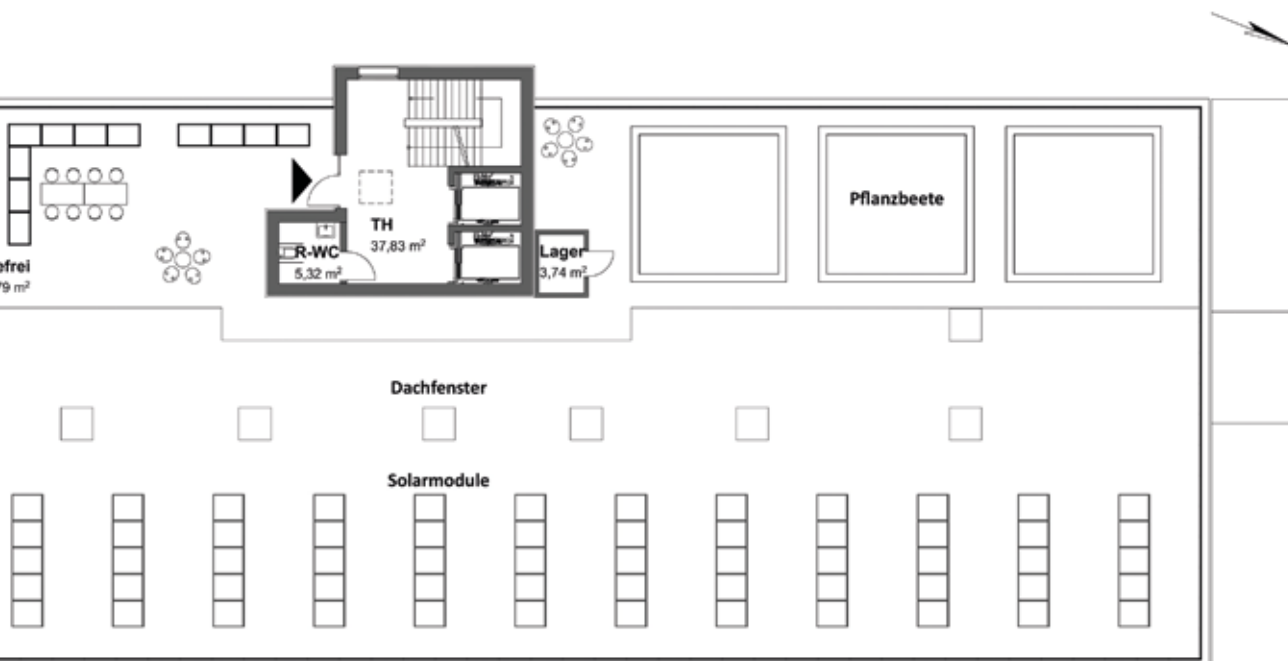 Pflanzbeete
TH
37,83 m²
R-WC
5,32 m²
Lager
3,74 m²
efrei
79 m²
Dachfenster
Solarmodule